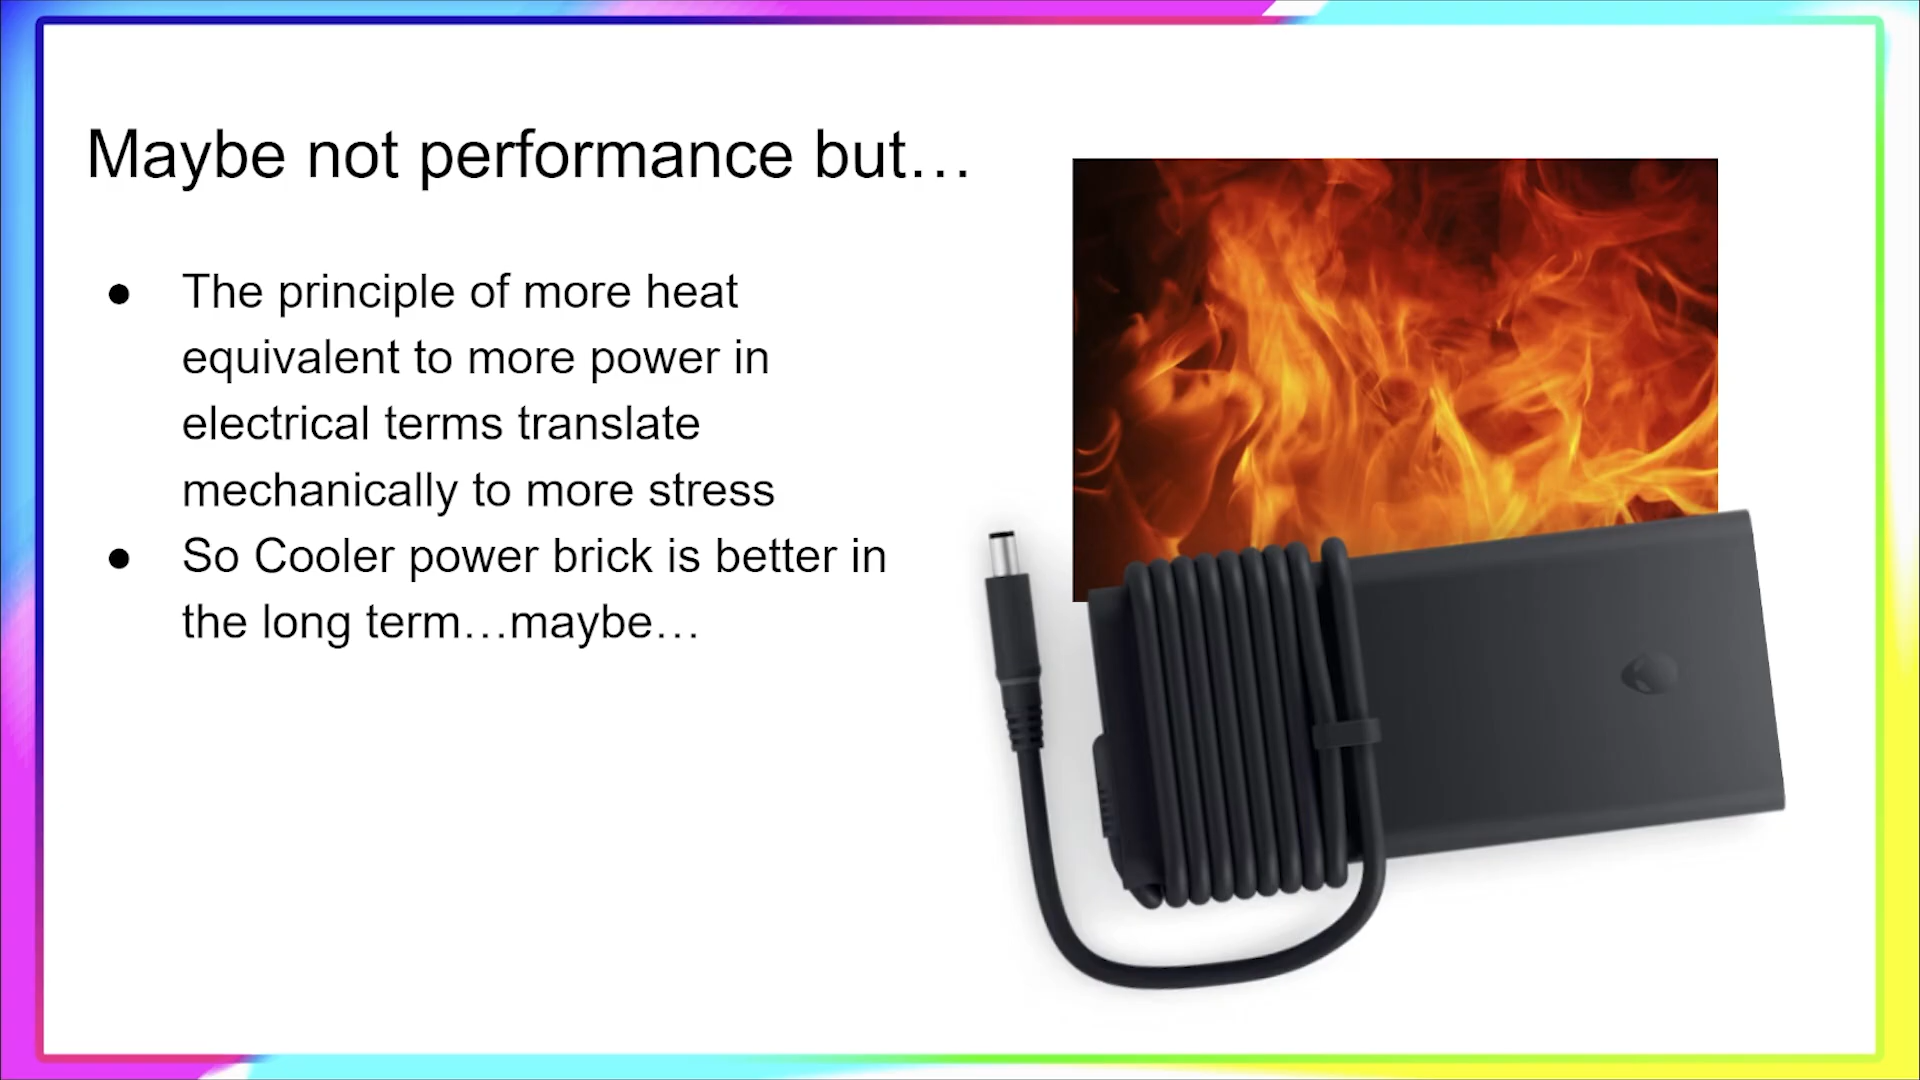 Maybe not performance but…
● The principle of more heat
equivalent to more power in
electrical terms translate
mechanically to more stress
● So Cooler power brick is better in
the long term…maybe…